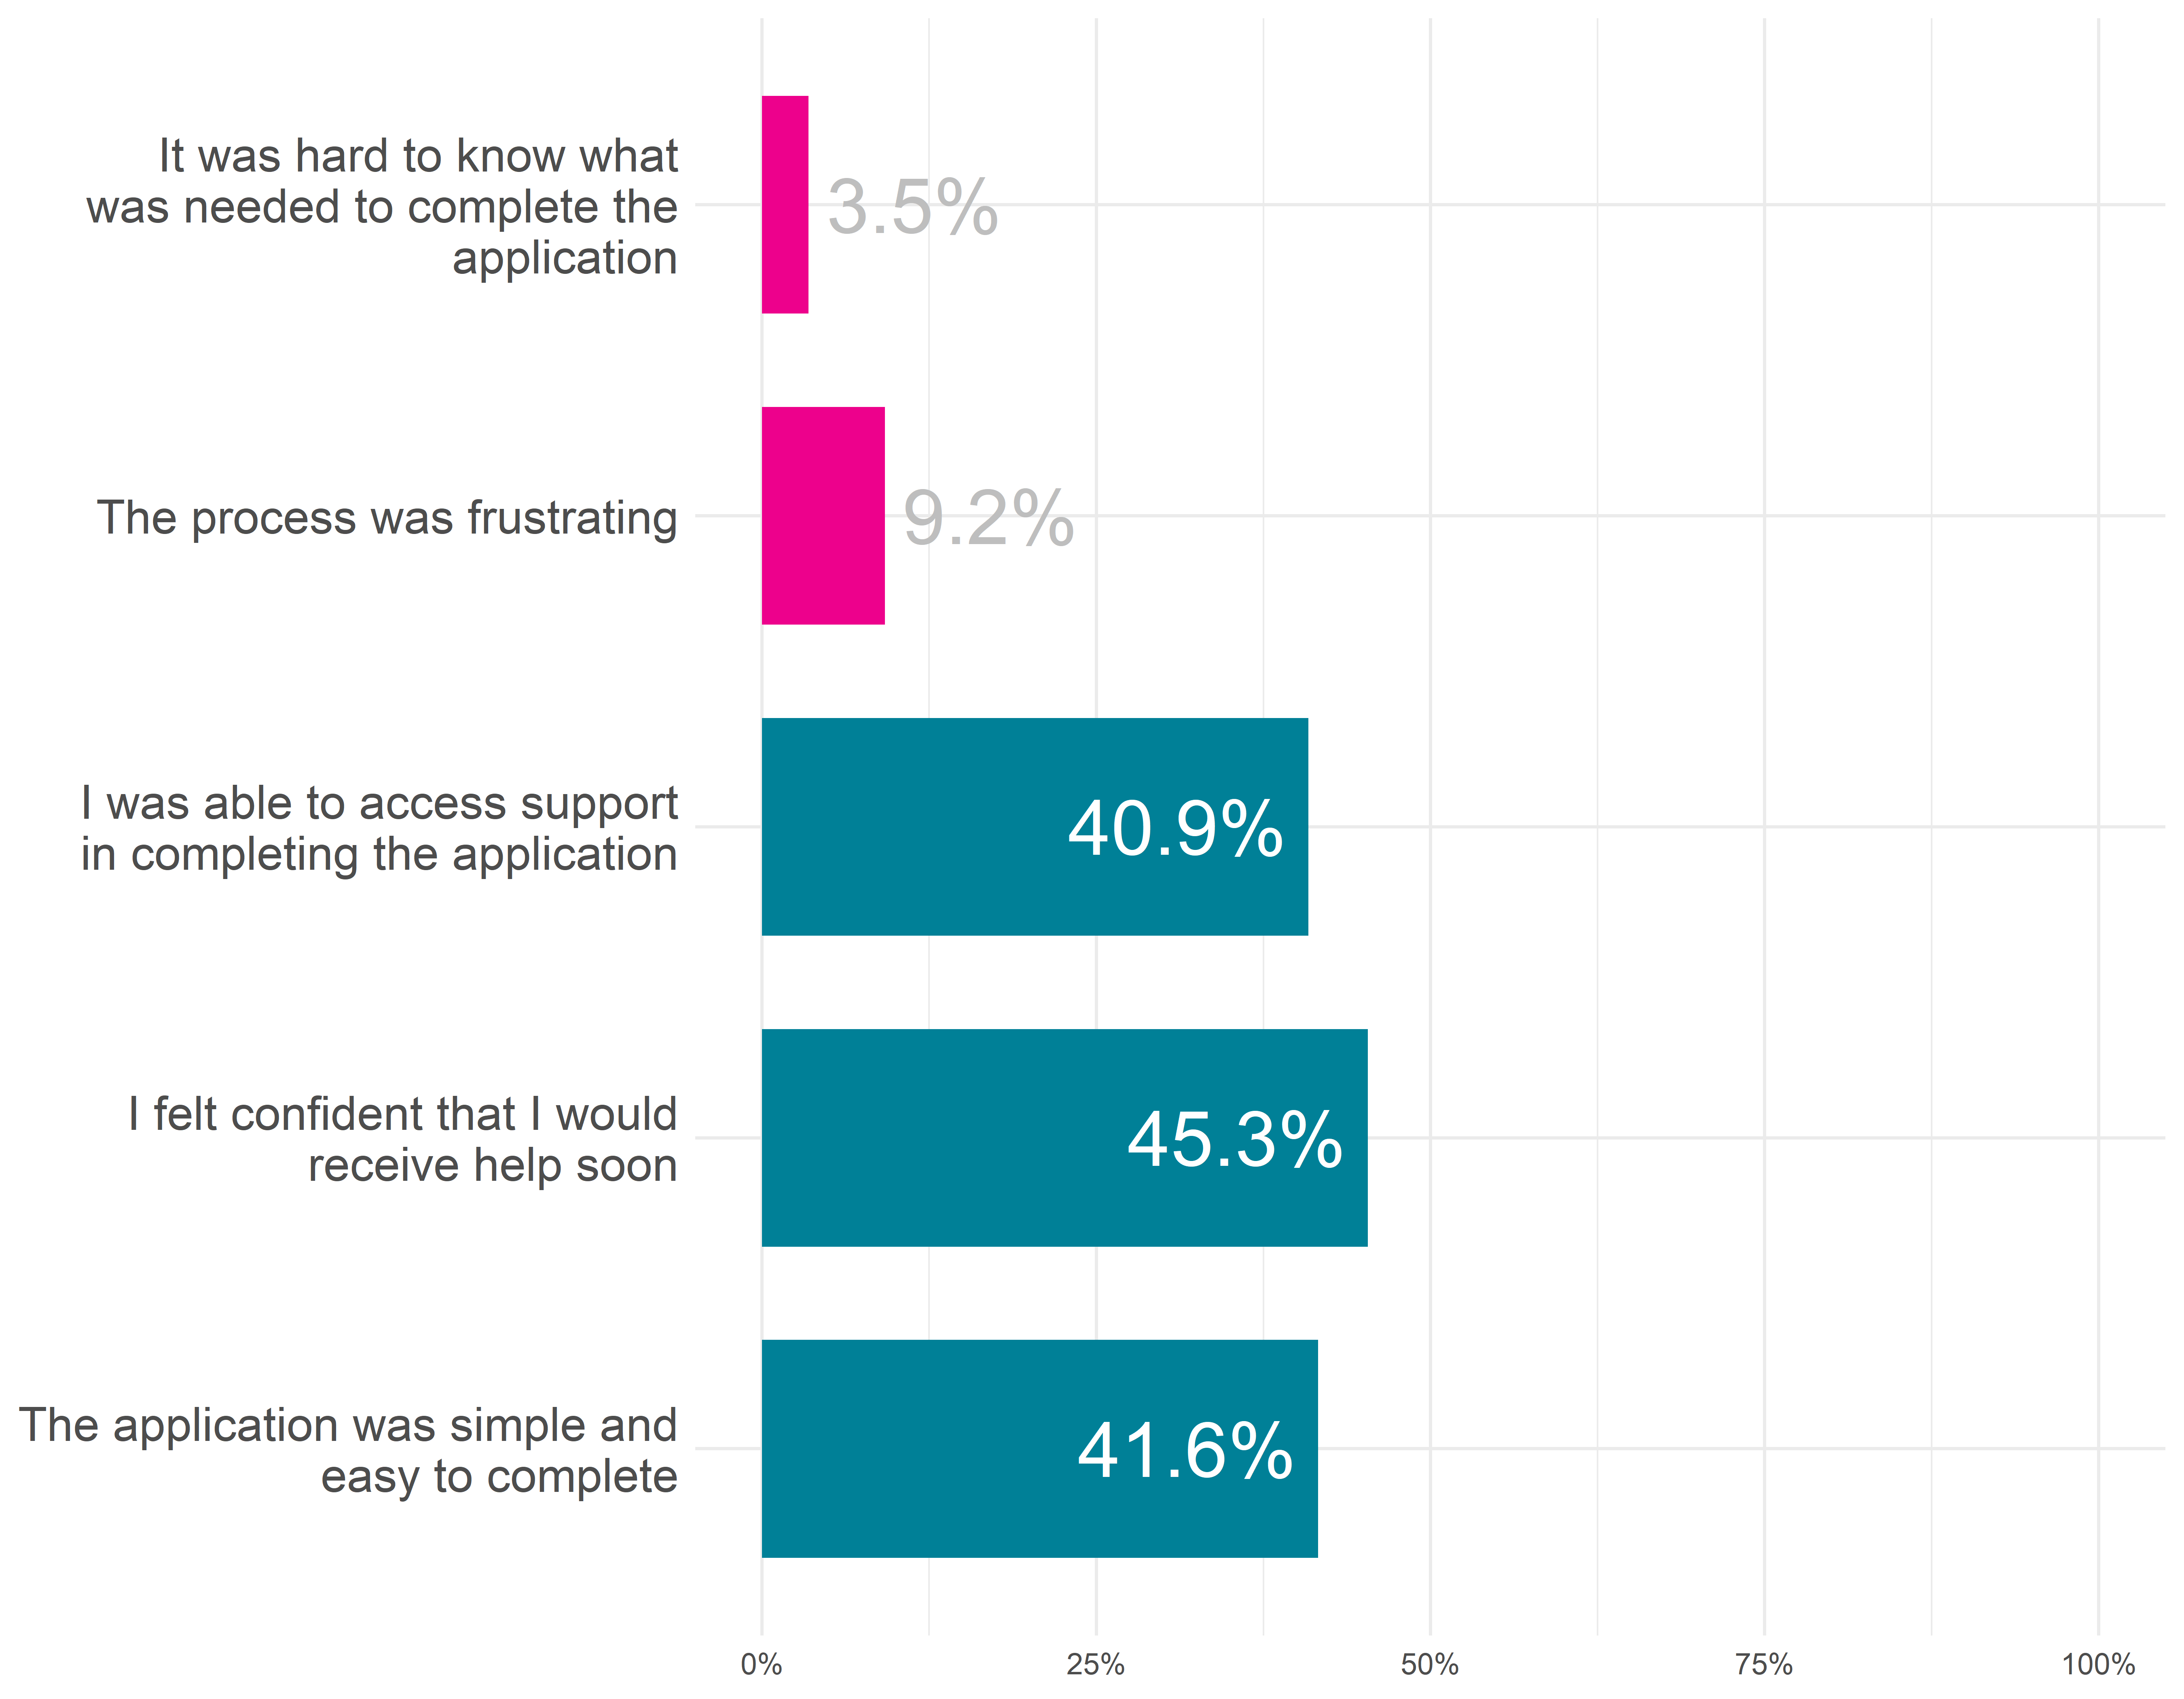 It was hard to know what
was needed to complete the
application
3.5%
The process was frustrating
9.2%
I was able to access support
in completing the application
40.9%
I felt confident that I would
receive help soon
45.3%
The application was simple and
easy to complete
41.6%
0% 25% 50% 75% 100%